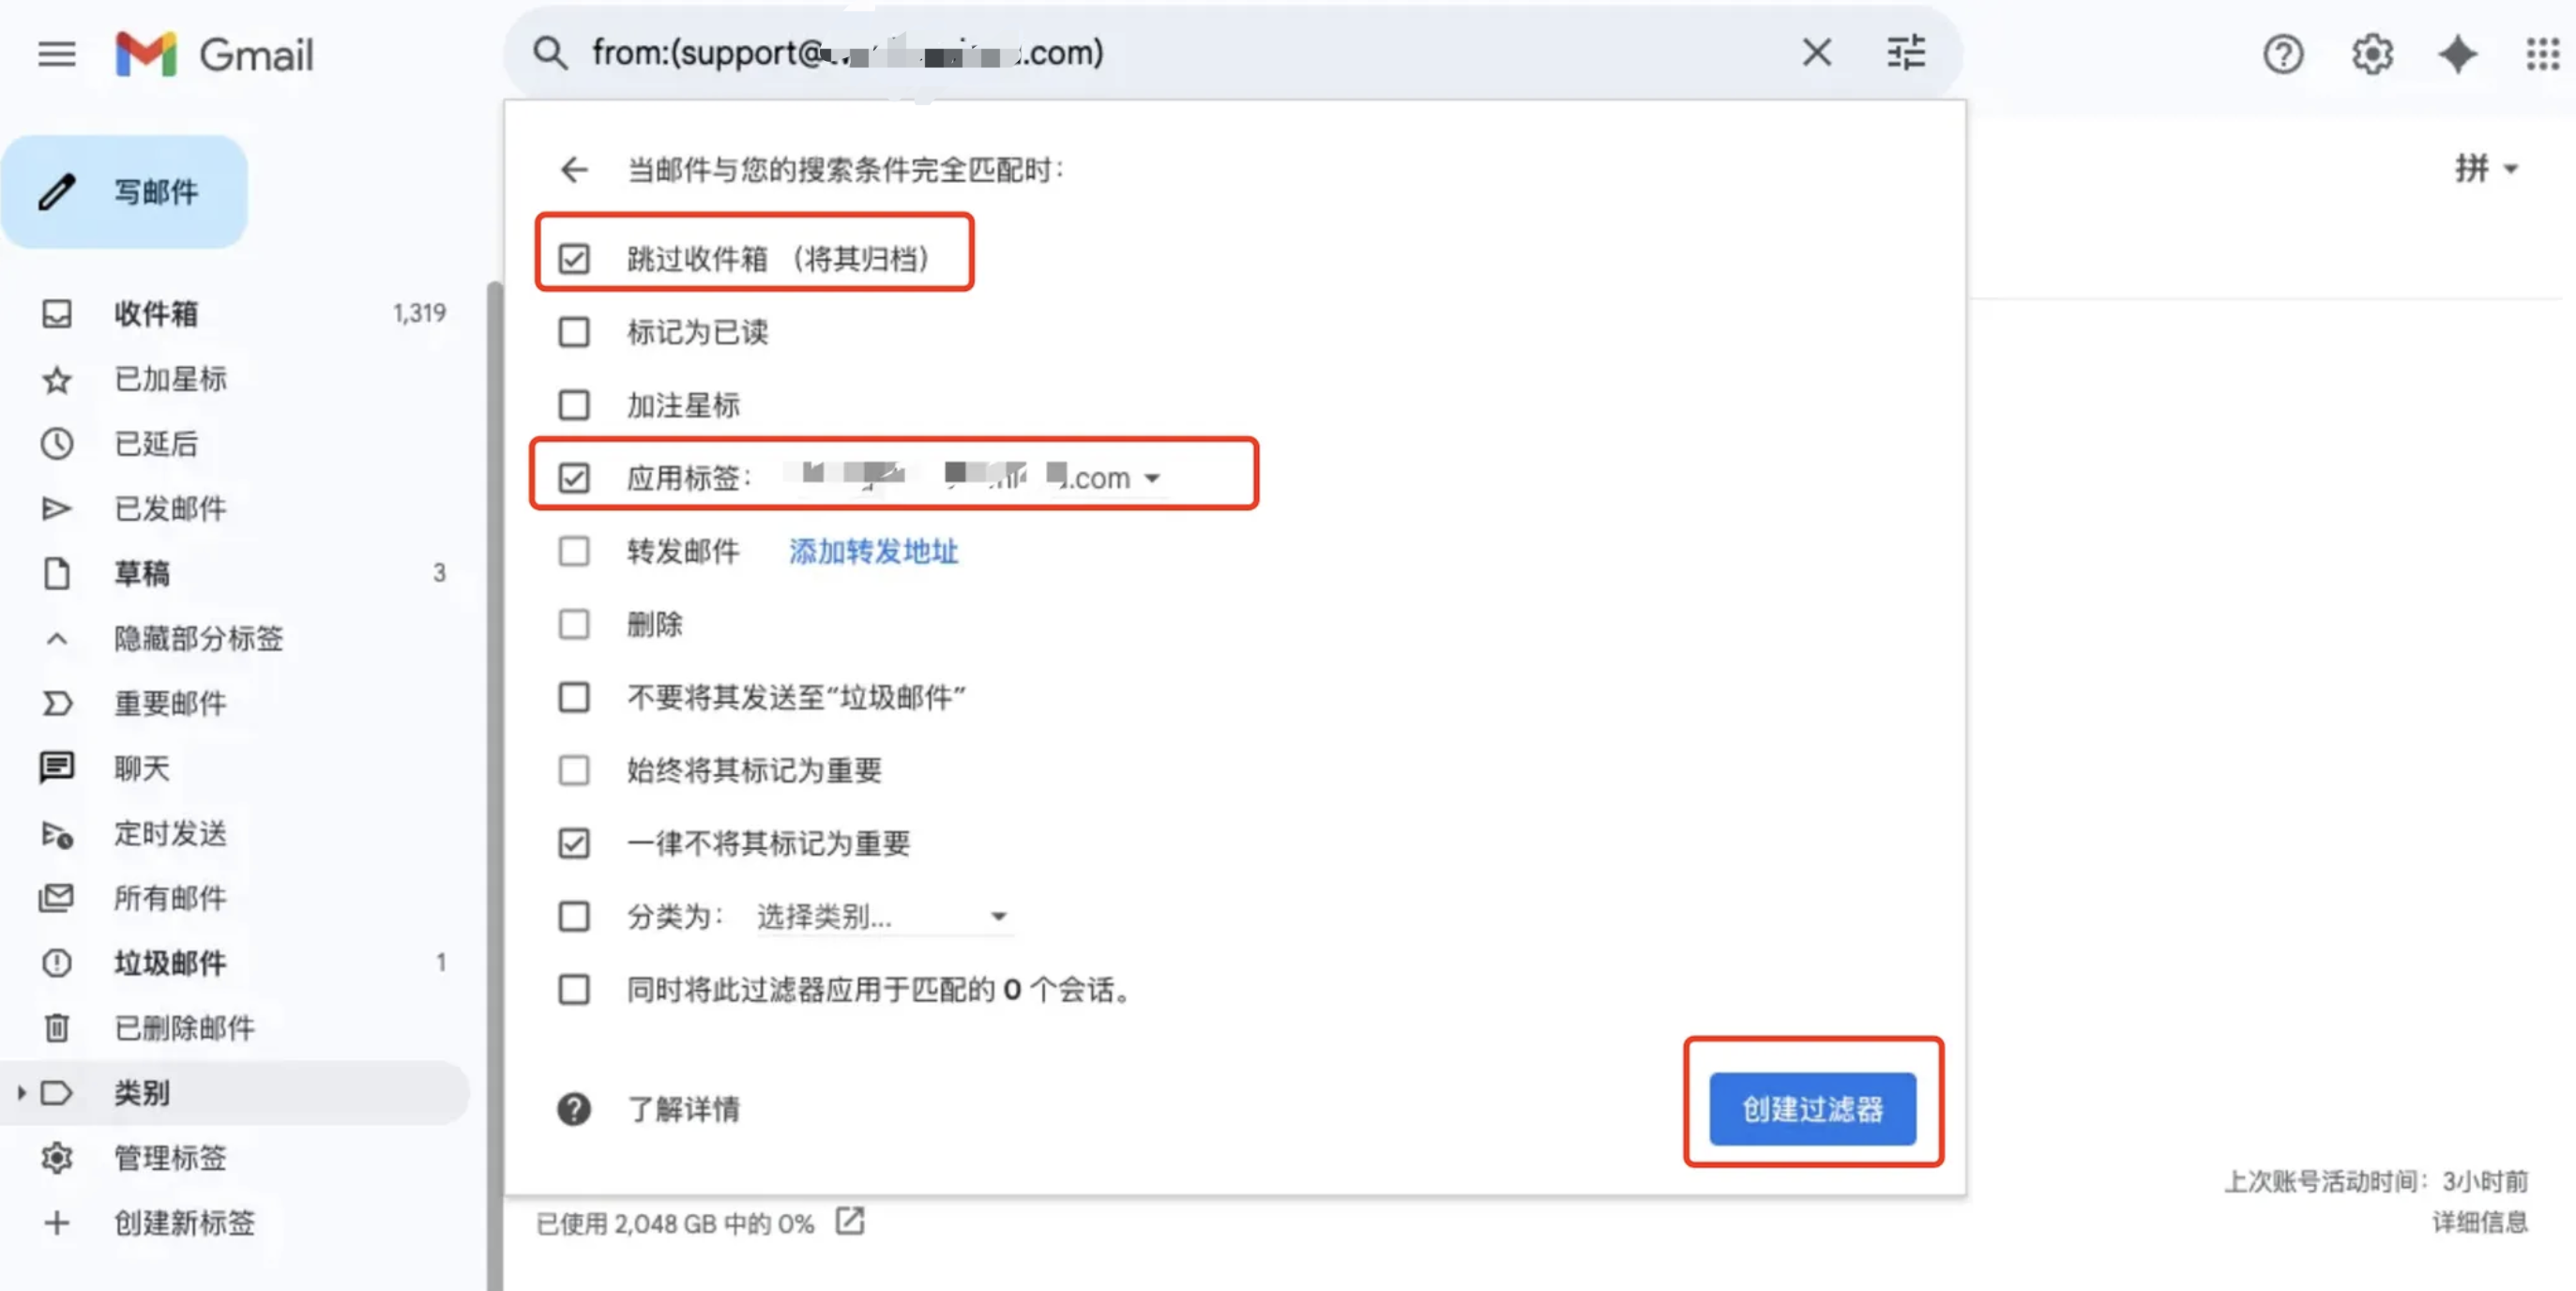 Gmail
from:(support@ .com)
写邮件
拼
收件箱 1,319
已加星标
已延后
已发邮件
草稿 3
隐藏部分标签
重要邮件
聊天
定时发送
所有邮件
垃圾邮件 1
已删除邮件
类别
管理标签
创建新标签
当邮件与您的搜索条件完全匹配时：
跳过收件箱 （将其归档）
标记为已读
加注星标
应用标签： .com
转发邮件 添加转发地址
删除
不要将其发送至“垃圾邮件”
始终将其标记为重要
一律不将其标记为重要
分类为： 选择类别...
同时将此过滤器应用于匹配的 0 个会话。
了解详情
创建过滤器
已使用 2,048 GB 中的 0%
上次账号活动时间：3小时前
详细信息